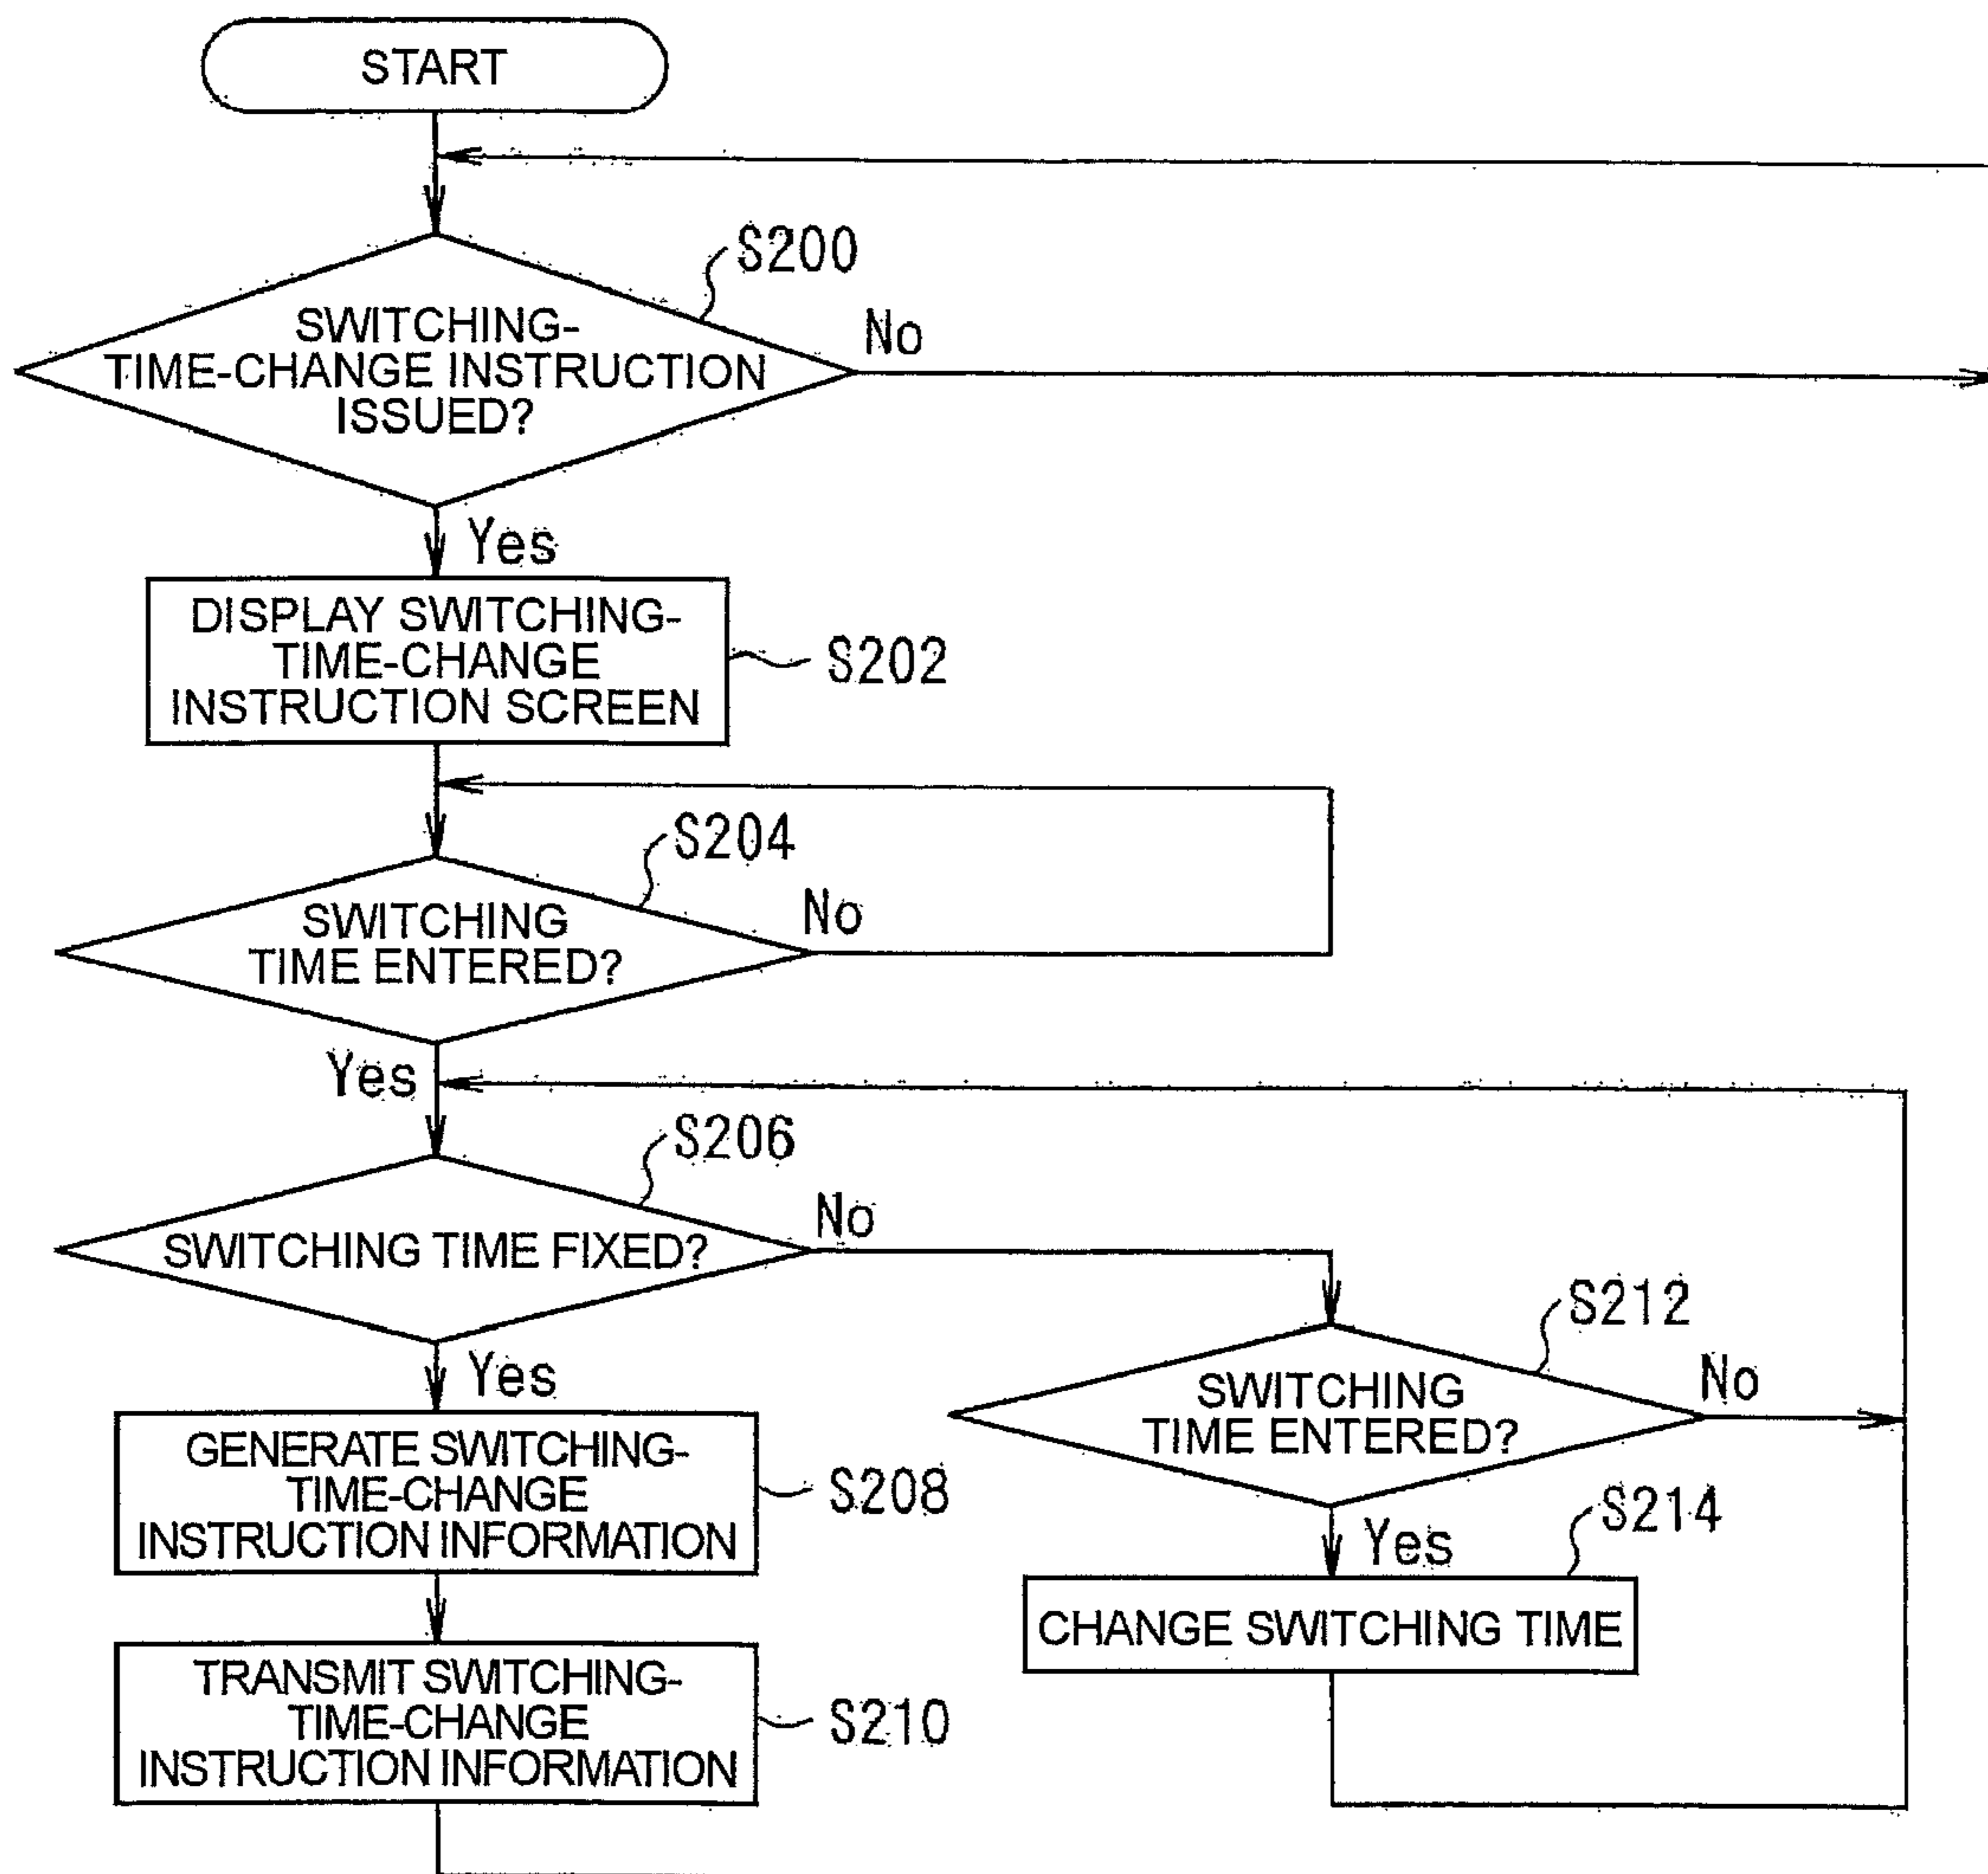 START
S200
SWITCHING-
TIME-CHANGE INSTRUCTION
ISSUED?
No
Yes
DISPLAY SWITCHING-
TIME-CHANGE
INSTRUCTION SCREEN
S202
S204
SWITCHING
TIME ENTERED?
No
Yes
S206
SWITCHING TIME FIXED?
No
Yes
S212
SWITCHING
TIME ENTERED?
No
GENERATE SWITCHING-
TIME-CHANGE
INSTRUCTION INFORMATION
S208
Yes
S214
CHANGE SWITCHING TIME
TRANSMIT SWITCHING-
TIME-CHANGE
INSTRUCTION INFORMATION
S210